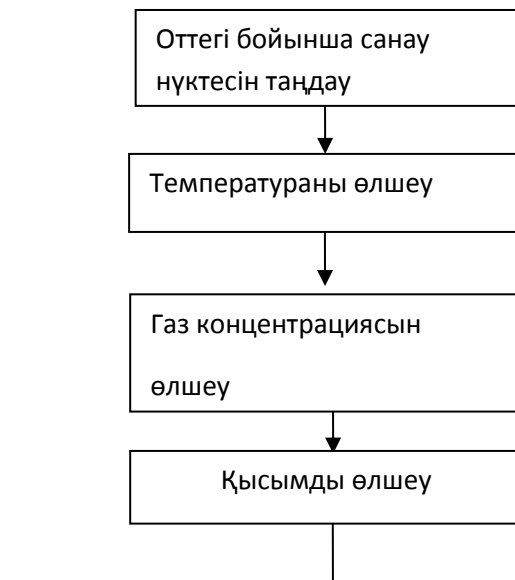 Оттегі бойынша санау
нүктесін таңдау
Температураны өлшеу
Газ концентрациясын
өлшеу
Қысымды өлшеу